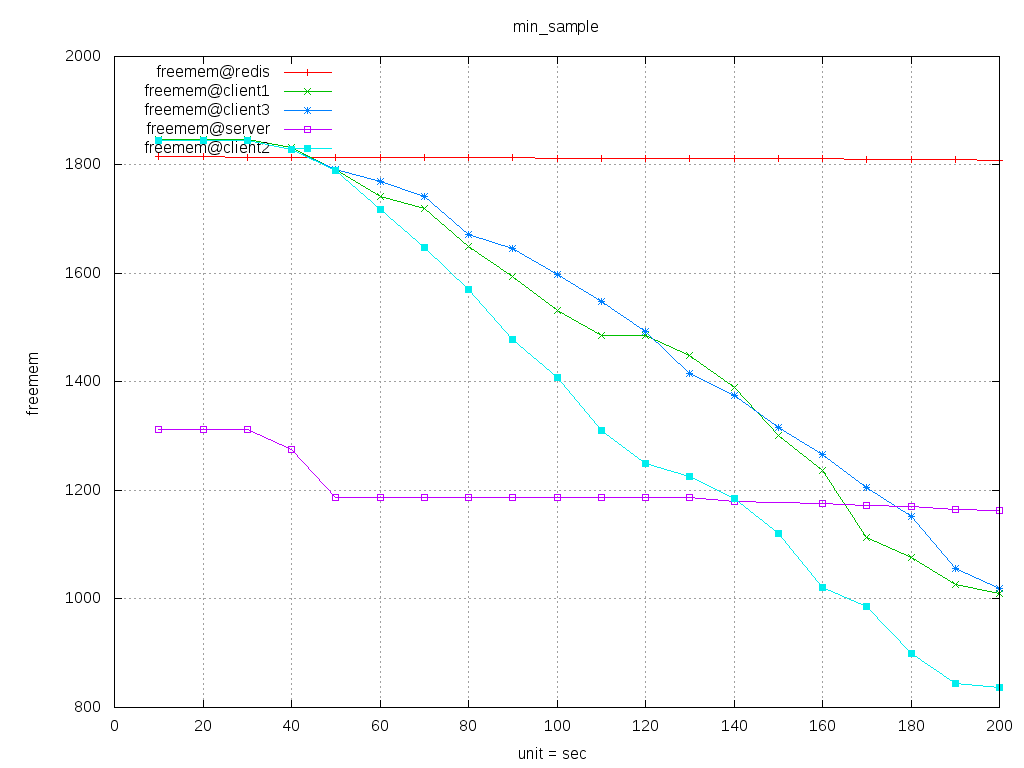 min_sample
2000
1800
1600
1400
1200
1000
800
freemem
freemem@redis
freemem@client1
freemem@client3
freemem@server
freemem@client2
0 20 40 60 80 100 120 140 160 180 200
unit = sec